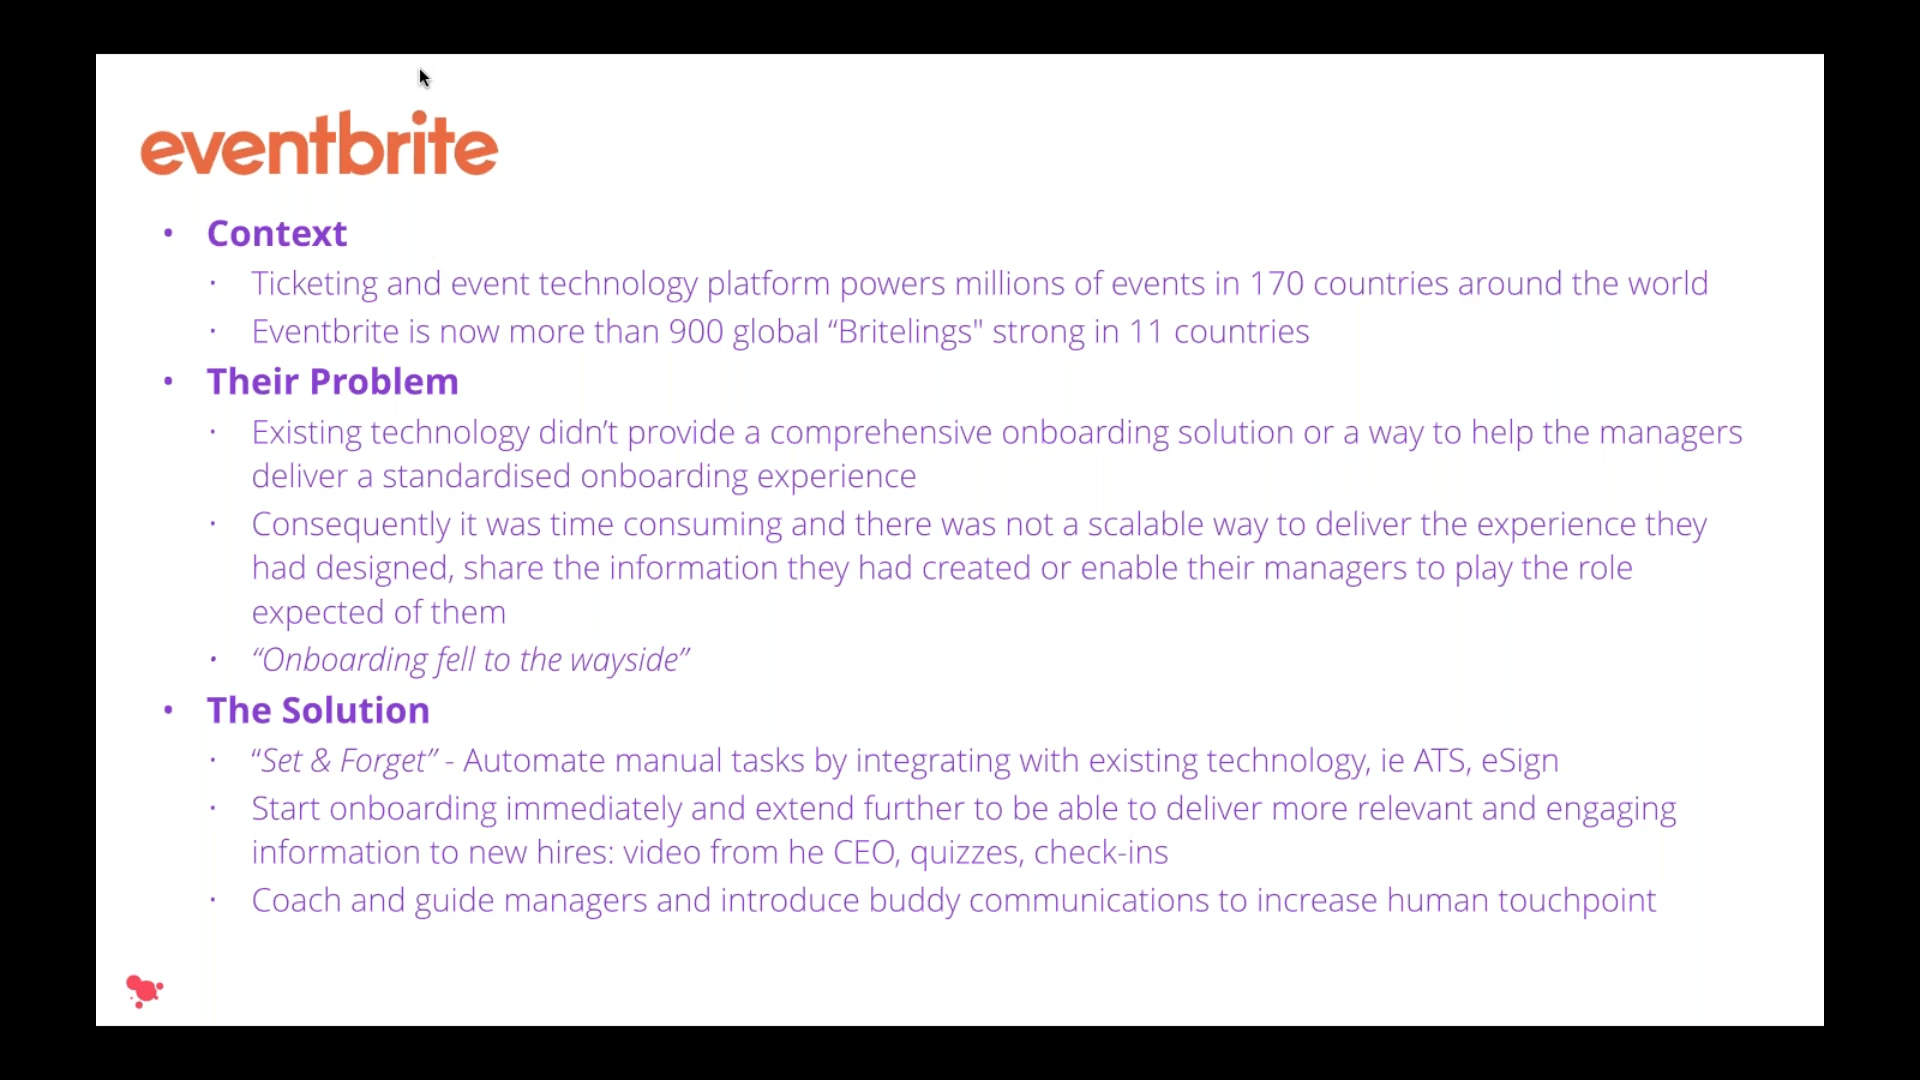 eventbrite
• Context
· Ticketing and event technology platform powers millions of events in 170 countries around the world
· Eventbrite is now more than 900 global “Britelings" strong in 11 countries
• Their Problem
· Existing technology didn’t provide a comprehensive onboarding solution or a way to help the managers
deliver a standardised onboarding experience
· Consequently it was time consuming and there was not a scalable way to deliver the experience they
had designed, share the information they had created or enable their managers to play the role
expected of them
· “Onboarding fell to the wayside”
• The Solution
· “Set & Forget” - Automate manual tasks by integrating with existing technology, ie ATS, eSign
· Start onboarding immediately and extend further to be able to deliver more relevant and engaging
information to new hires: video from he CEO, quizzes, check-ins
· Coach and guide managers and introduce buddy communications to increase human touchpoint